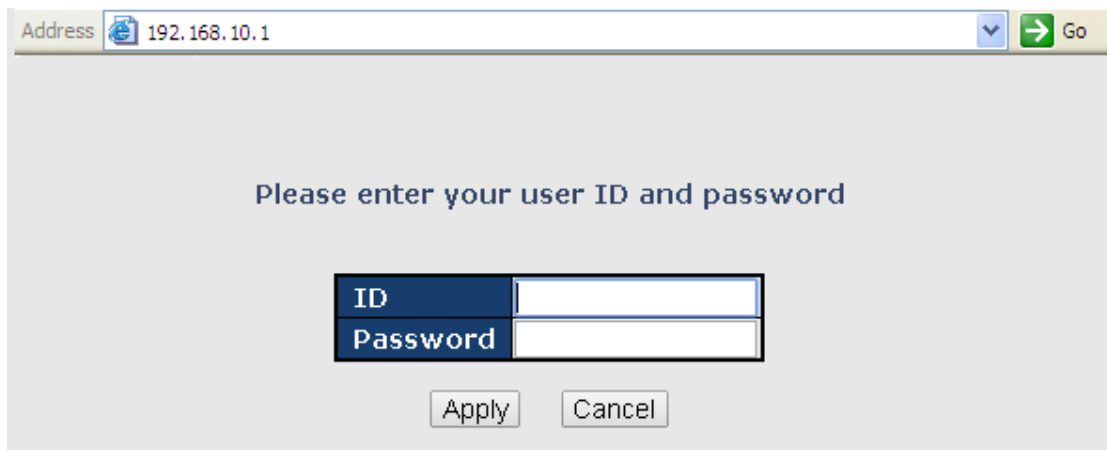 Address 192.168.10.1 Go
Please enter your user ID and password
ID
Password
Apply Cancel